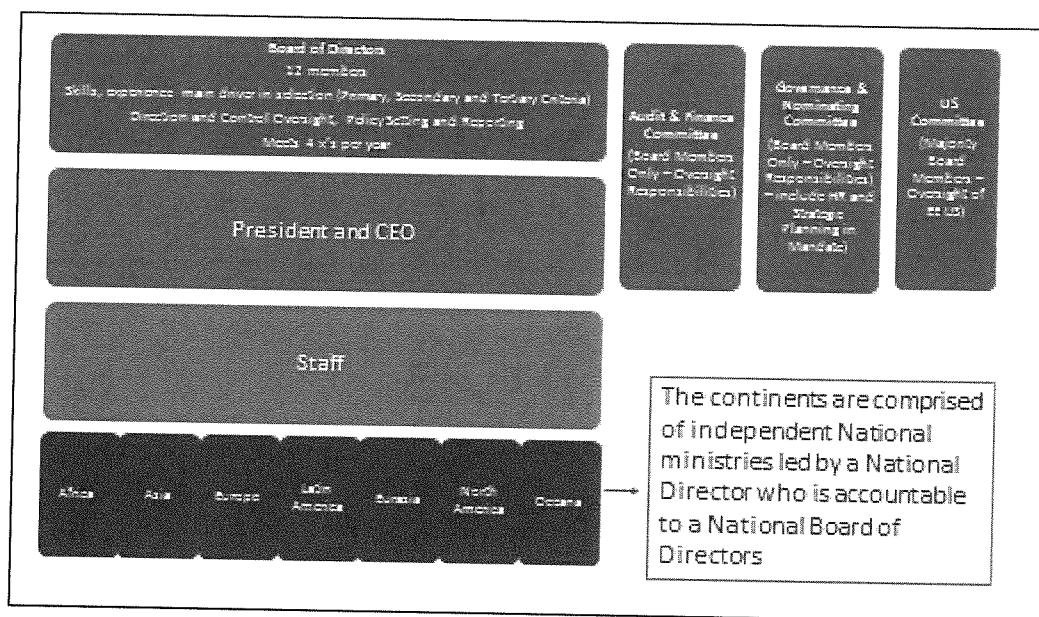 Board of Directors
12 members
Skills, experience main driver in selection (Primary, Secondary and Tertiary Criteria)
Direction and Control Oversight, Policy Setting and Reporting
Meets 4 x's per year
Audit & Finance
Committee
(Board Members
Only – Oversight
Responsibilities)
Governance &
Nominating
Committee
(Board Members
Only – Oversight
Responsibilities)
– include HR and
Strategic
Planning in
Mandate)
US
Committee
(Majority
Board
Members –
Oversight of
EE US)
President and CEO
Staff
Africa
Asia
Europe
Latin
America
Eurasia
North
America
Oceana
The continents are comprised
of independent National
ministries led by a National
Director who is accountable
to a National Board of
Directors